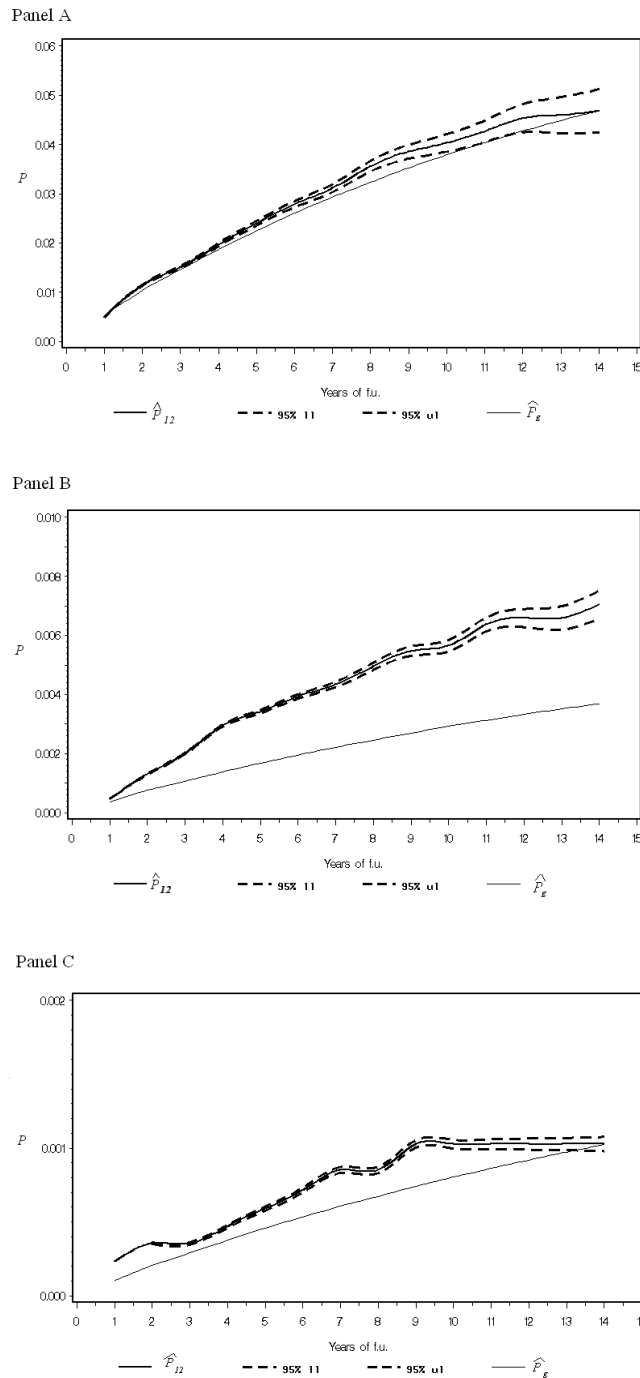 Panel A
0.06
0.05
0.04
P
0.03
0.02
0.01
0.00
0 1 2 3 4 5 6 7 8 9 10 11 12 13 14 15
Years of f.u.
P̂₁₂ 95% ll 95% ul P̂g
Panel B
0.010
0.008
0.006
P
0.004
0.002
0.000
0 1 2 3 4 5 6 7 8 9 10 11 12 13 14 15
Years of f.u.
P̂₁₂ 95% ll 95% ul P̂g
Panel C
0.002
P
0.001
0.000
0 1 2 3 4 5 6 7 8 9 10 11 12 13 14 1
Years of f.u.
P̂₁₂ 95% ll 95% ul P̂g